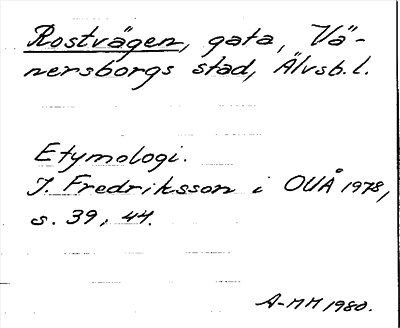 Rostvägen, gata, Vä-
nersborgs stad, Älvsb. l.
Etymologi.
I. Fredriksson i OUÅ 1978,
s. 39, 44.
A-MM 1980.